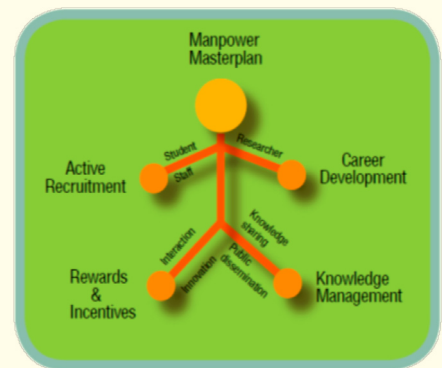 Manpower
Masterplan
Student
Staff
Researcher
Active
Recruitment
Career
Development
Interaction
Innovation
Knowledge
sharing
Public
dissemination
Rewards
&
Incentives
Knowledge
Management